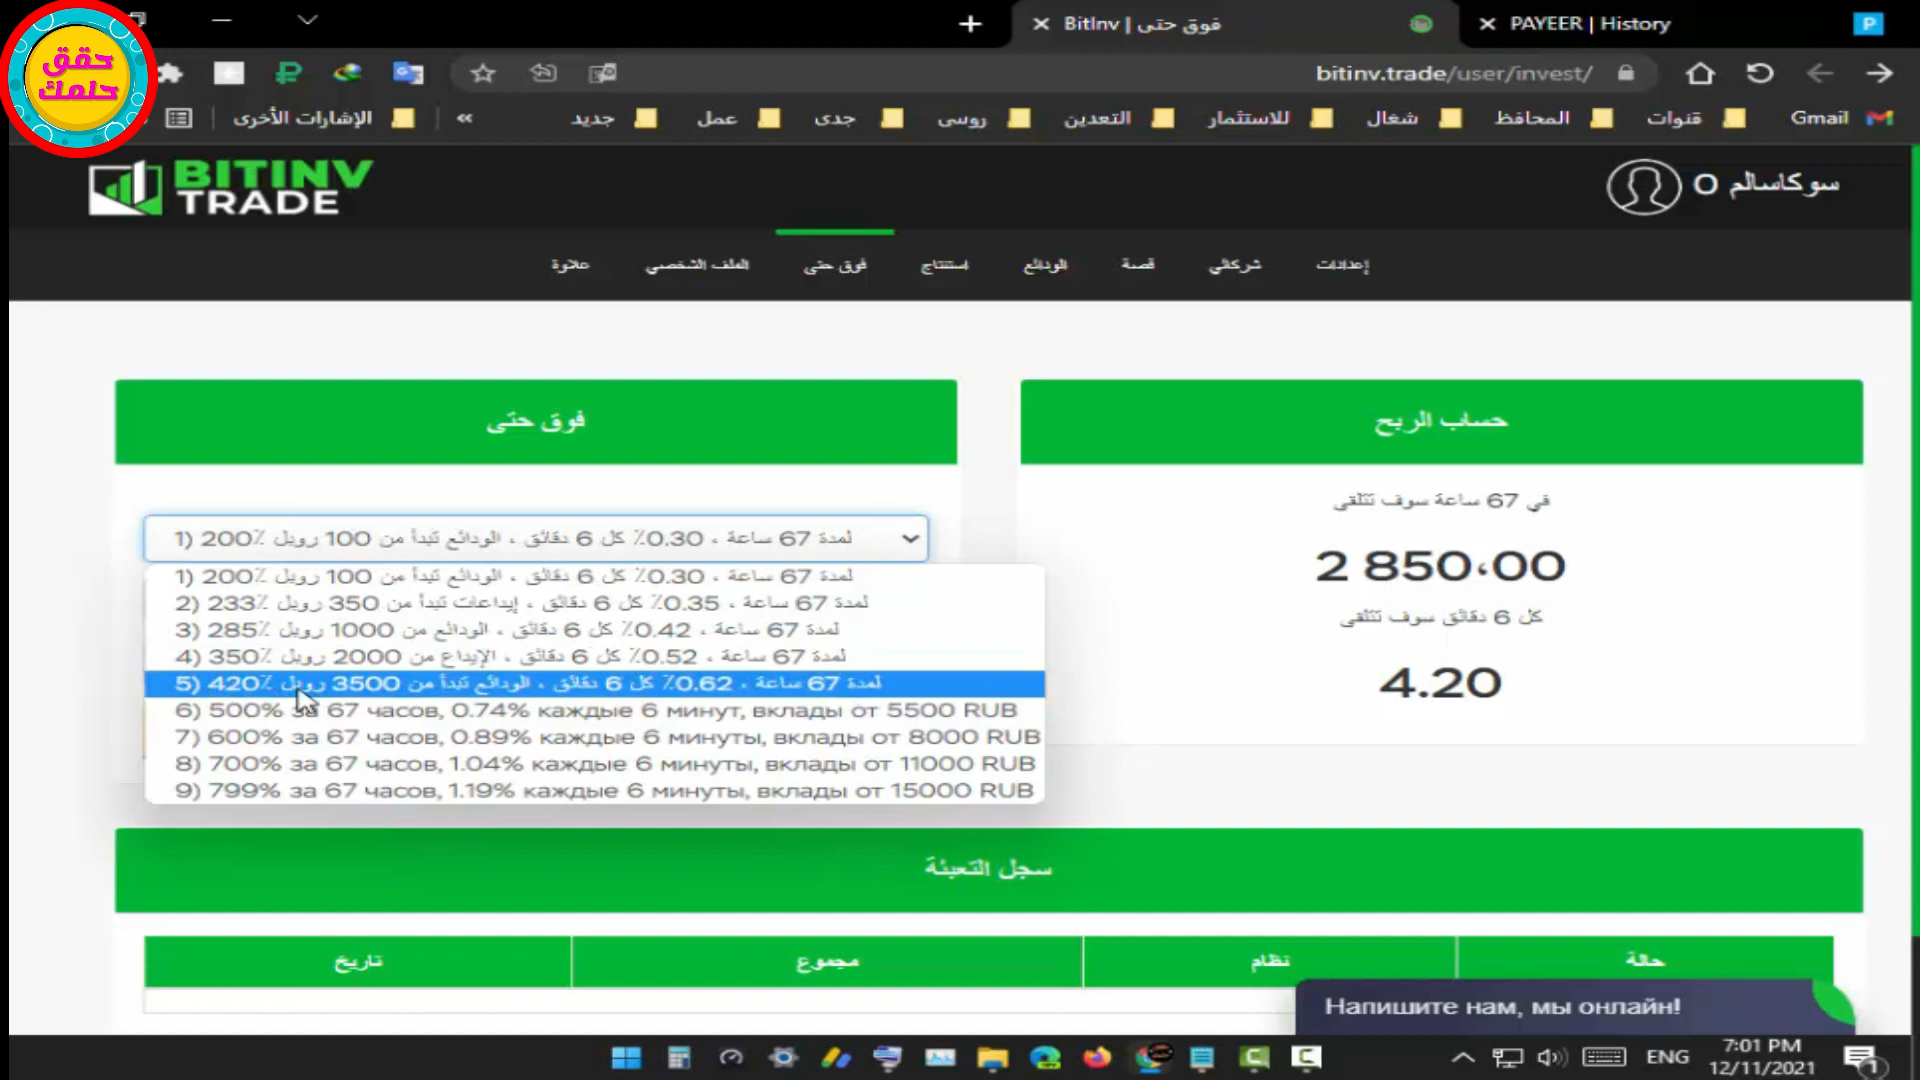 حقق
حلمك
BitInv | فوق حتى
PAYEER | History
P
bitinv.trade/user/invest/
الإشارات الأخرى
»
جديد
عمل
جدى
روسى
التعدين
للاستثمار
شغال
المحافظ
قنوات
Gmail
BITINV
TRADE
سوكاسالم O
علاوة
الملف الشخصي
فوق حتى
استنتاج
الودائع
قصة
شركائي
إعدادات
فوق حتى
حساب الربح
1) 200٪ لمدة 67 ساعة ، 0.30٪ كل 6 دقائق ، الودائع تبدأ من 100 روبل
1) 200٪ لمدة 67 ساعة ، 0.30٪ كل 6 دقائق ، الودائع تبدأ من 100 روبل
2) 233٪ لمدة 67 ساعة ، 0.35٪ كل 6 دقائق ، إيداعات تبدأ من 350 روبل
3) 285٪ لمدة 67 ساعة ، 0.42٪ كل 6 دقائق ، الودائع من 1000 روبل
4) 350٪ لمدة 67 ساعة ، 0.52٪ كل 6 دقائق ، الإيداع من 2000 روبل
5) 420٪ لمدة 67 ساعة ، 0.62٪ كل 6 دقائق ، الودائع تبدأ من 3500 روبل
6) 500% за 67 часов, 0.74% каждые 6 минут, вклады от 5500 RUB
7) 600% за 67 часов, 0.89% каждые 6 минуты, вклады от 8000 RUB
8) 700% за 67 часов, 1.04% каждые 6 минуты, вклады от 11000 RUB
9) 799% за 67 часов, 1.19% каждые 6 минуты, вклады от 15000 RUB
في 67 ساعة سوف تتلقى
2 850،00
كل 6 دقائق سوف تتلقى
4.20
سجل التعبئة
تاريخ
مجموع
نظام
حالة
Напишите нам, мы онлайн!
ENG
7:01 PM
12/11/2021
1